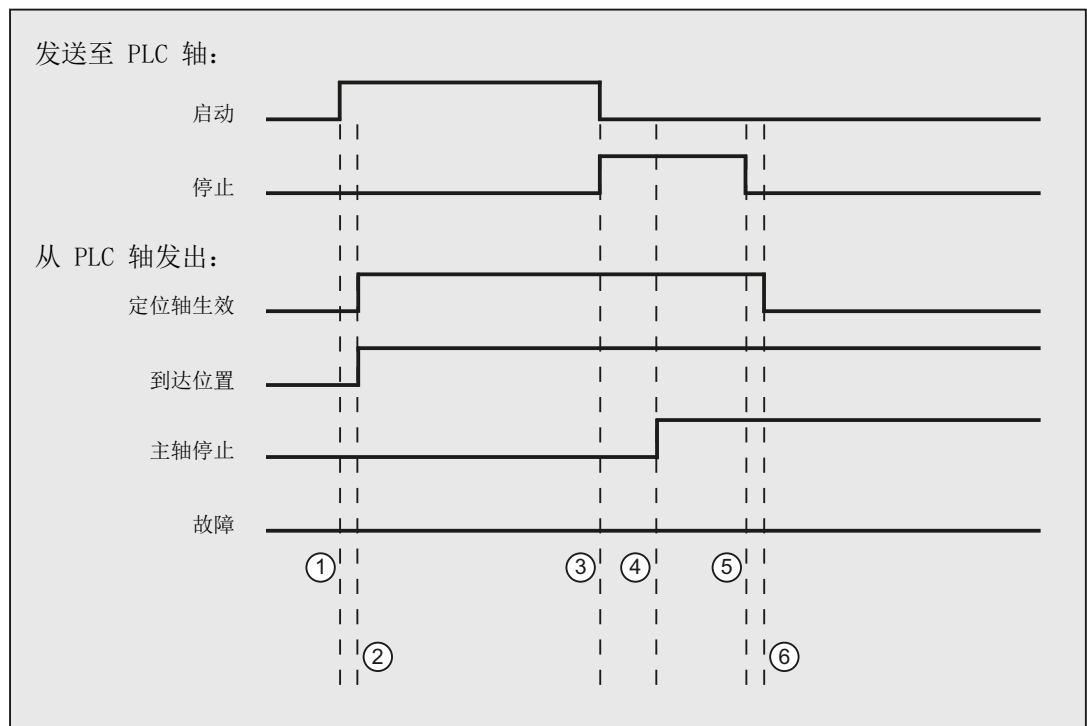 发送至 PLC 轴:
启动
停止
从 PLC 轴发出:
定位轴生效
到达位置
主轴停止
故障
① ③ ④ ⑤
② ⑥